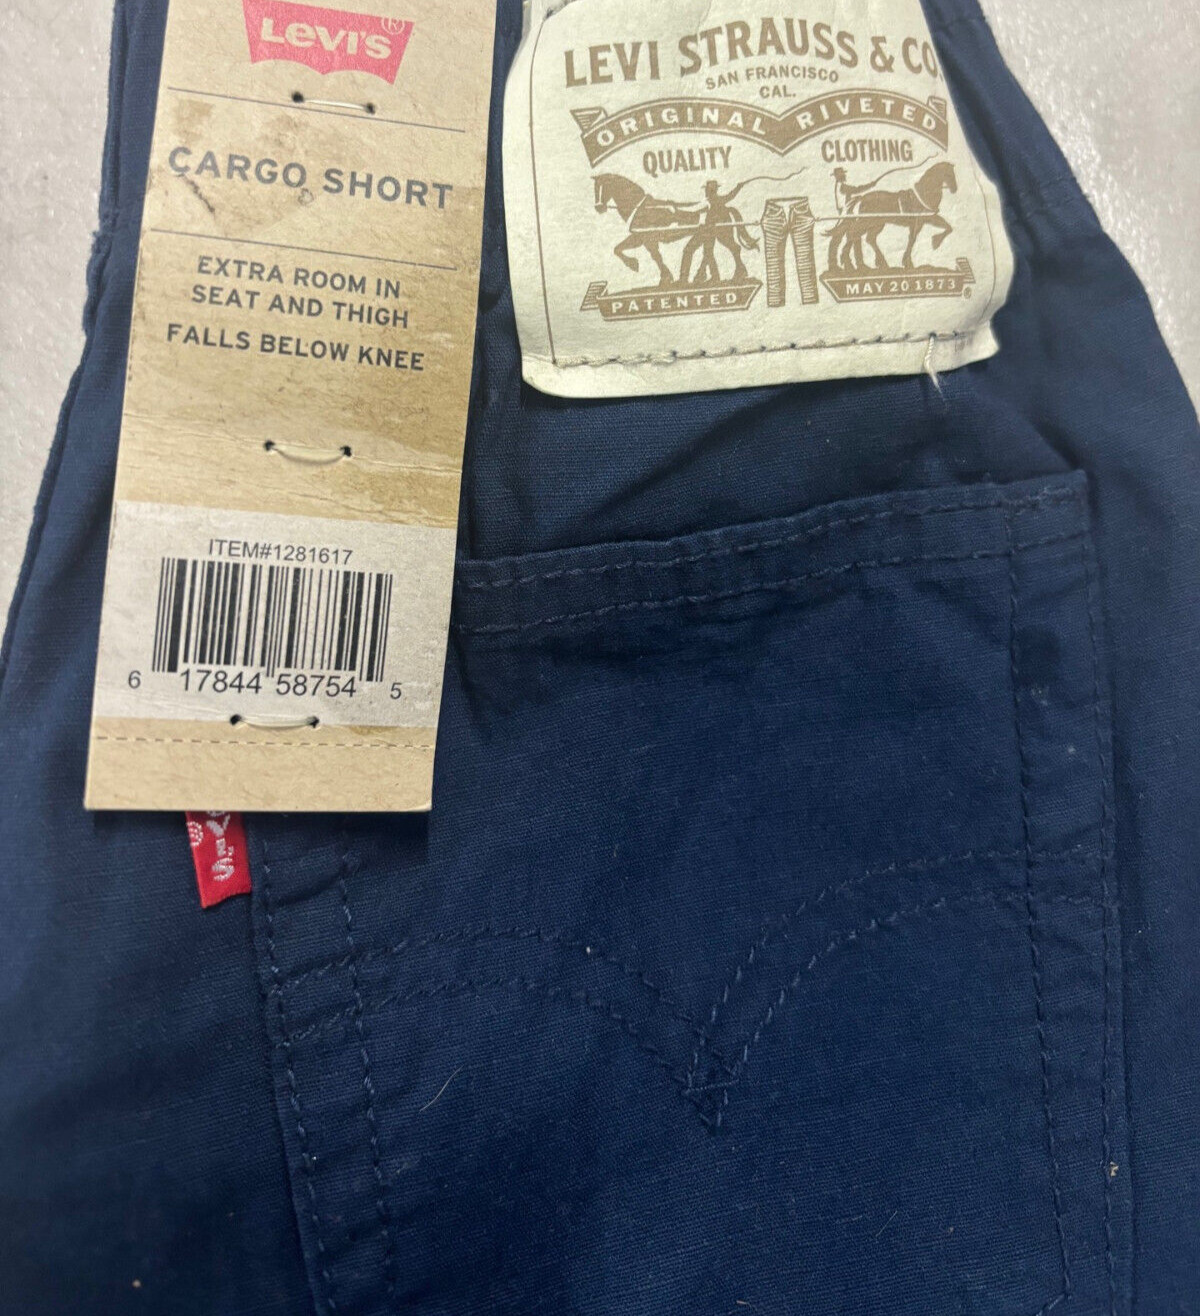 Levi's®
CARGO SHORT
EXTRA ROOM IN
SEAT AND THIGH
FALLS BELOW KNEE
ITEM#1281617
6 17844 58754 5
LEVI STRAUSS & CO.
SAN FRANCISCO
CAL.
ORIGINAL RIVETED
QUALITY CLOTHING
PATENTED MAY 20 1873 ®